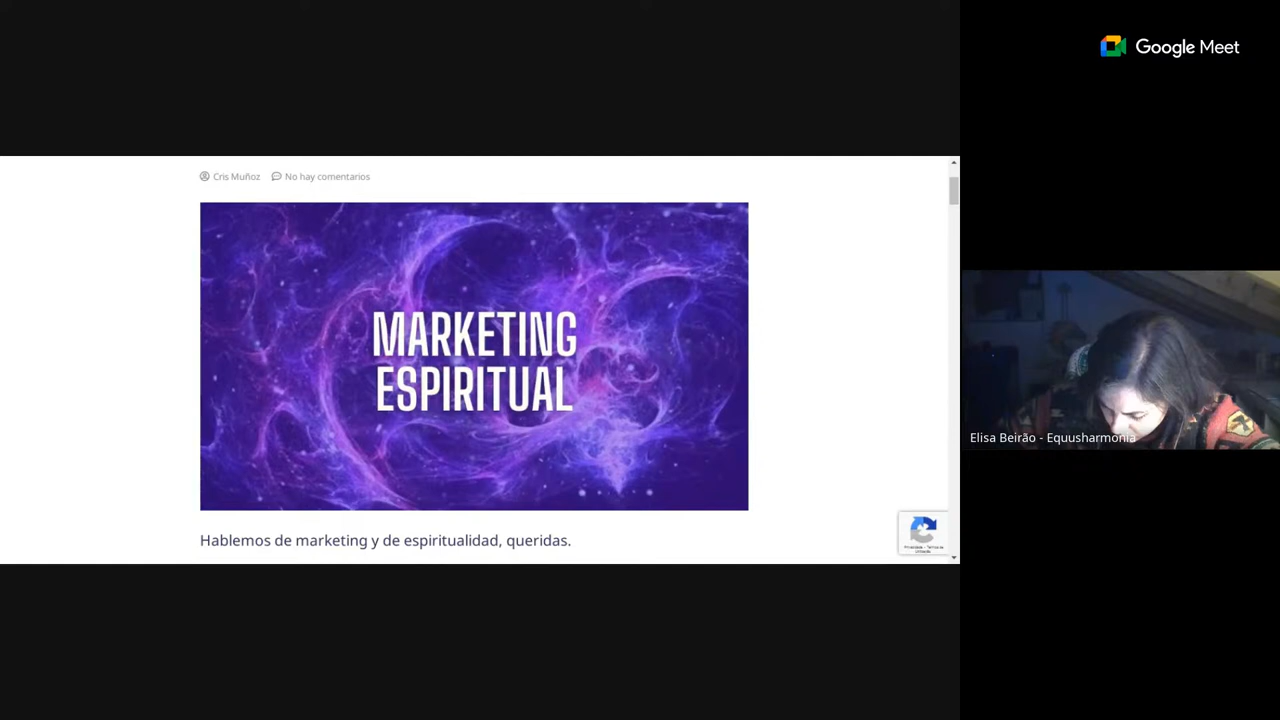 Google Meet
Cris Muñoz No hay comentarios
MARKETING
ESPIRITUAL
Hablemos de marketing y de espiritualidad, queridas.
Elisa Beirão - Equusharmonia